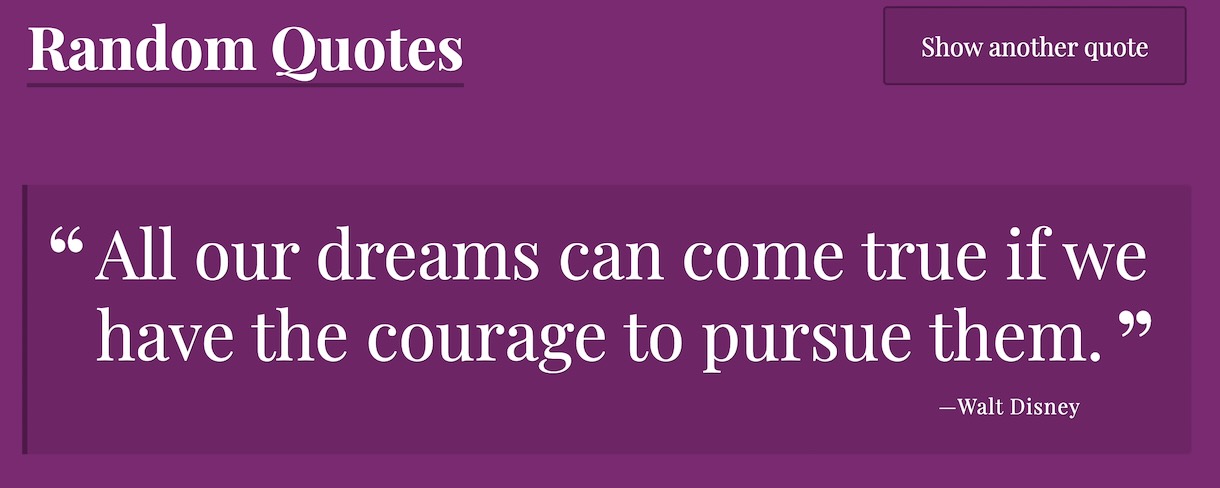 Random Quotes
Show another quote
“ All our dreams can come true if we
have the courage to pursue them. ”
—Walt Disney